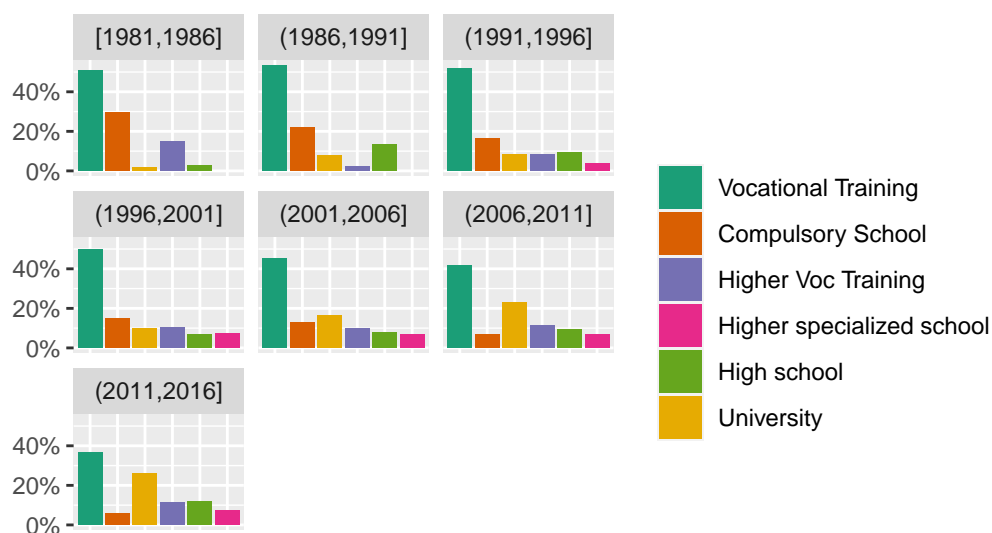 [1981,1986]
(1986,1991]
(1991,1996]
40%
20%
0%
(1996,2001]
(2001,2006]
(2006,2011]
40%
20%
0%
(2011,2016]
40%
20%
0%
Vocational Training
Compulsory School
Higher Voc Training
Higher specialized school
High school
University